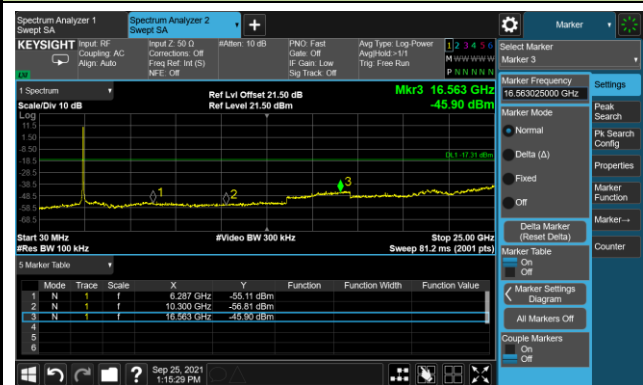 Spectrum Analyzer 1
Swept SA
Spectrum Analyzer 2
Swept SA
Marker
KEYSIGHT
Input: RF
Coupling: AC
Align: Auto
Input Z: 50 Ω
Corrections: Off
Freq Ref: Int (S)
NFE: Off
#Atten: 10 dB
PNO: Fast
Gate: Off
IF Gain: Low
Sig Track: Off
Avg Type: Log-Power
Avg|Hold:>1/1
Trig: Free Run
1 2 3 4 5 6
M W W W W W
P N N N N N
LXI
Select Marker
Marker 3
1 Spectrum
Scale/Div 10 dB
Log
Ref Lvl Offset 21.50 dB
Ref Level 21.50 dBm
Mkr3 16.563 GHz
-45.90 dBm
11.5
1.50
-8.50
-18.5
-28.5
-38.5
-48.5
-58.5
-68.5
DL1 -17.31 dBm
1
2
3
Start 30 MHz
#Res BW 100 kHz
#Video BW 300 kHz
Stop 25.00 GHz
Sweep 81.2 ms (2001 pts)
5 Marker Table
Mode Trace Scale X Y Function Function Width Function Value
1 N 1 f 6.287 GHz -55.11 dBm
2 N 1 f 10.300 GHz -56.81 dBm
3 N 1 f 16.563 GHz -45.90 dBm
4
5
6
Marker Frequency
16.563025000 GHz
Marker Mode
Normal
Delta (Δ)
Fixed
Off
Delta Marker
(Reset Delta)
Marker Table
On
Off
Marker Settings
Diagram
All Markers Off
Couple Markers
On
Off
Settings
Peak
Search
Pk Search
Config
Properties
Marker
Function
Marker→
Counter
?
Sep 25, 2021
1:15:29 PM